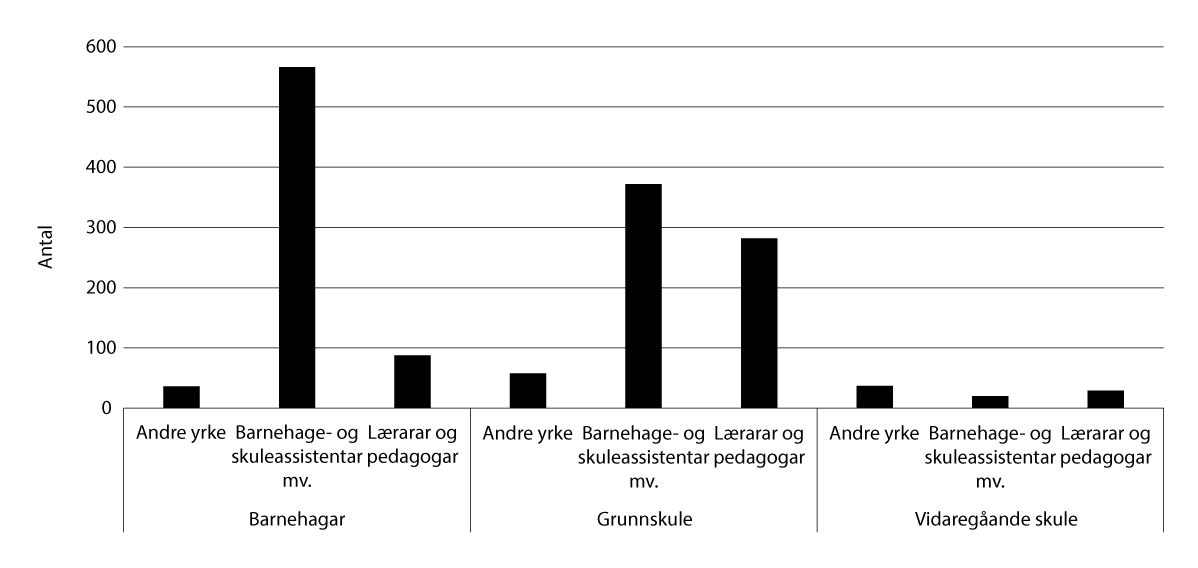 600
500
400
300
200
100
0
Antal
Andre yrke
Barnehage- og
skuleassistentar
mv.
Lærarar og
pedagogar
Andre yrke
Barnehage- og
skuleassistentar
mv.
Lærarar og
pedagogar
Andre yrke
Barnehage- og
skuleassistentar
mv.
Lærarar og
pedagogar
Barnehagar
Grunnskule
Vidaregåande skule